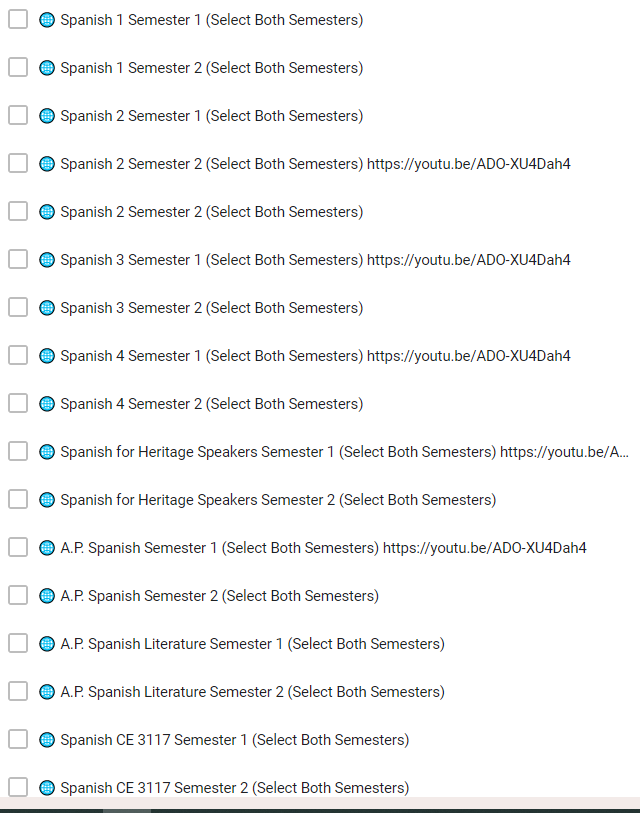 Spanish 1 Semester 1 (Select Both Semesters)
Spanish 1 Semester 2 (Select Both Semesters)
Spanish 2 Semester 1 (Select Both Semesters)
Spanish 2 Semester 2 (Select Both Semesters) https://youtu.be/ADO-XU4Dah4
Spanish 2 Semester 2 (Select Both Semesters)
Spanish 3 Semester 1 (Select Both Semesters) https://youtu.be/ADO-XU4Dah4
Spanish 3 Semester 2 (Select Both Semesters)
Spanish 4 Semester 1 (Select Both Semesters) https://youtu.be/ADO-XU4Dah4
Spanish 4 Semester 2 (Select Both Semesters)
Spanish for Heritage Speakers Semester 1 (Select Both Semesters) https://youtu.be/A...
Spanish for Heritage Speakers Semester 2 (Select Both Semesters)
A.P. Spanish Semester 1 (Select Both Semesters) https://youtu.be/ADO-XU4Dah4
A.P. Spanish Semester 2 (Select Both Semesters)
A.P. Spanish Literature Semester 1 (Select Both Semesters)
A.P. Spanish Literature Semester 2 (Select Both Semesters)
Spanish CE 3117 Semester 1 (Select Both Semesters)
Spanish CE 3117 Semester 2 (Select Both Semesters)